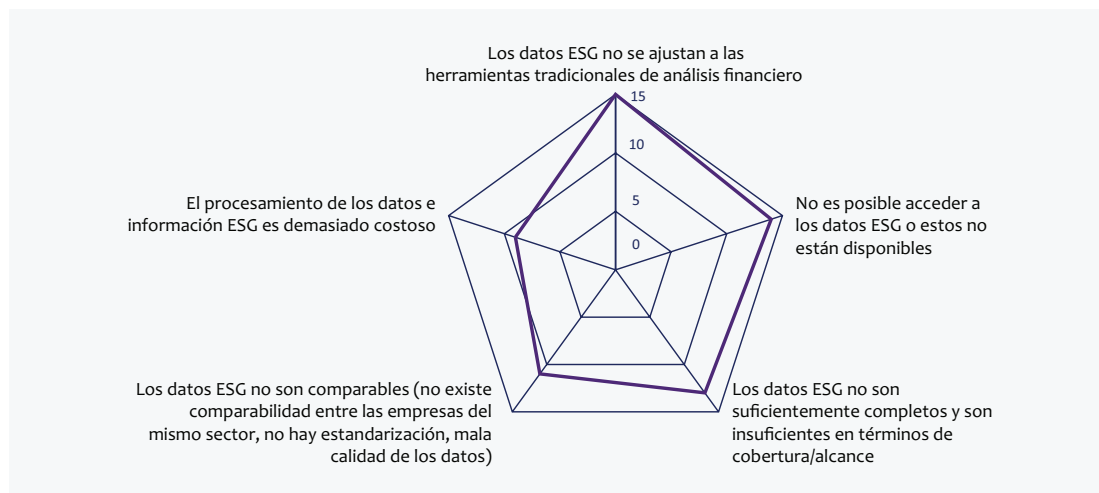 Los datos ESG no se ajustan a las
herramientas tradicionales de análisis financiero
15
10
5
0
No es posible acceder a
los datos ESG o estos no
están disponibles
Los datos ESG no son
suficientemente completos y son
insuficientes en términos de
cobertura/alcance
Los datos ESG no son comparables (no existe
comparabilidad entre las empresas del
mismo sector, no hay estandarización, mala
calidad de los datos)
El procesamiento de los datos e
información ESG es demasiado costoso